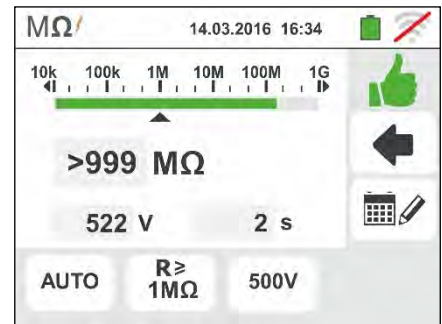 MΩ 14.03.2016 16:34
10k 100k 1M 10M 100M 1G
>999 MΩ
522 V 2 s
AUTO R≥ 1MΩ 500V